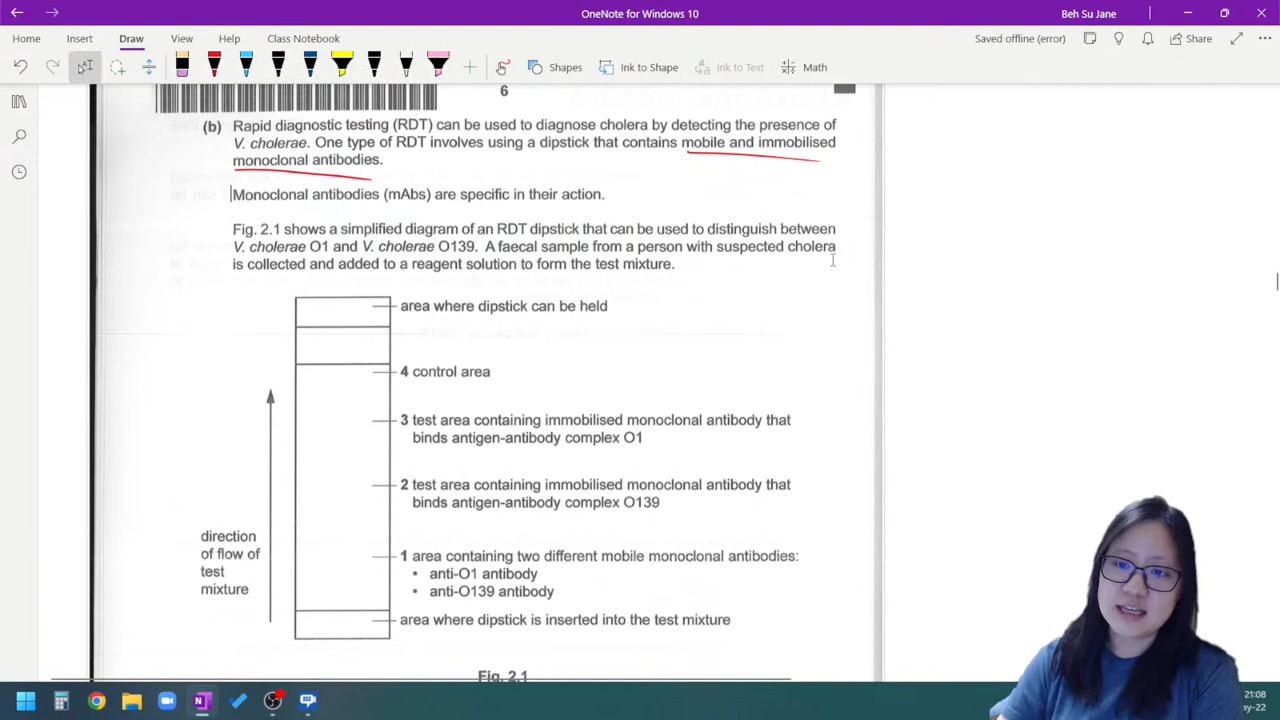 OneNote for Windows 10
Beh Su Jane
Home Insert Draw View Help Class Notebook
Saved offline (error)
Share
Shapes
Ink to Shape
Ink to Text
Math
6
(b) Rapid diagnostic testing (RDT) can be used to diagnose cholera by detecting the presence of
V. cholerae. One type of RDT involves using a dipstick that contains mobile and immobilised
monoclonal antibodies.
Monoclonal antibodies (mAbs) are specific in their action.
Fig. 2.1 shows a simplified diagram of an RDT dipstick that can be used to distinguish between
V. cholerae O1 and V. cholerae O139. A faecal sample from a person with suspected cholera
is collected and added to a reagent solution to form the test mixture.
area where dipstick can be held
4 control area
3 test area containing immobilised monoclonal antibody that
binds antigen-antibody complex O1
2 test area containing immobilised monoclonal antibody that
binds antigen-antibody complex O139
direction
of flow of
test
mixture
1 area containing two different mobile monoclonal antibodies:
• anti-O1 antibody
• anti-O139 antibody
area where dipstick is inserted into the test mixture
Fig. 2.1
21:08
ay-22